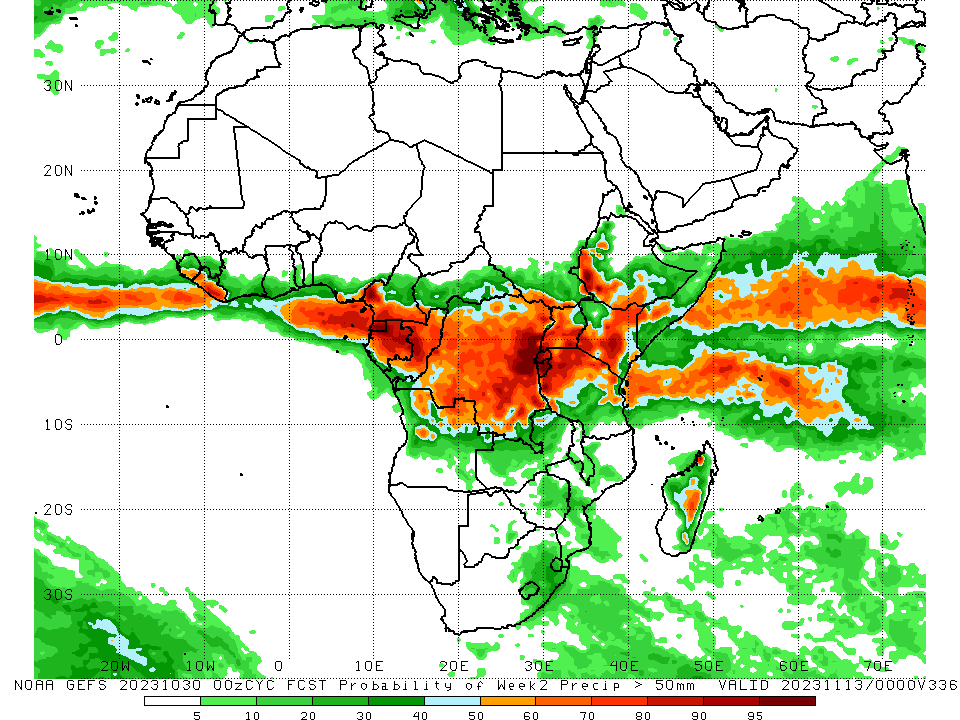 30N
20N
10N
0
10S
20S
30S
20W 10W 0 10E 20E 30E 40E 50E 60E 70E
NOAA GEFS 20231030 00zCYC FCST Probability of Week2 Precip > 50mm VALID 20231113/0000V336
5 10 20 30 40 50 60 70 80 90 95